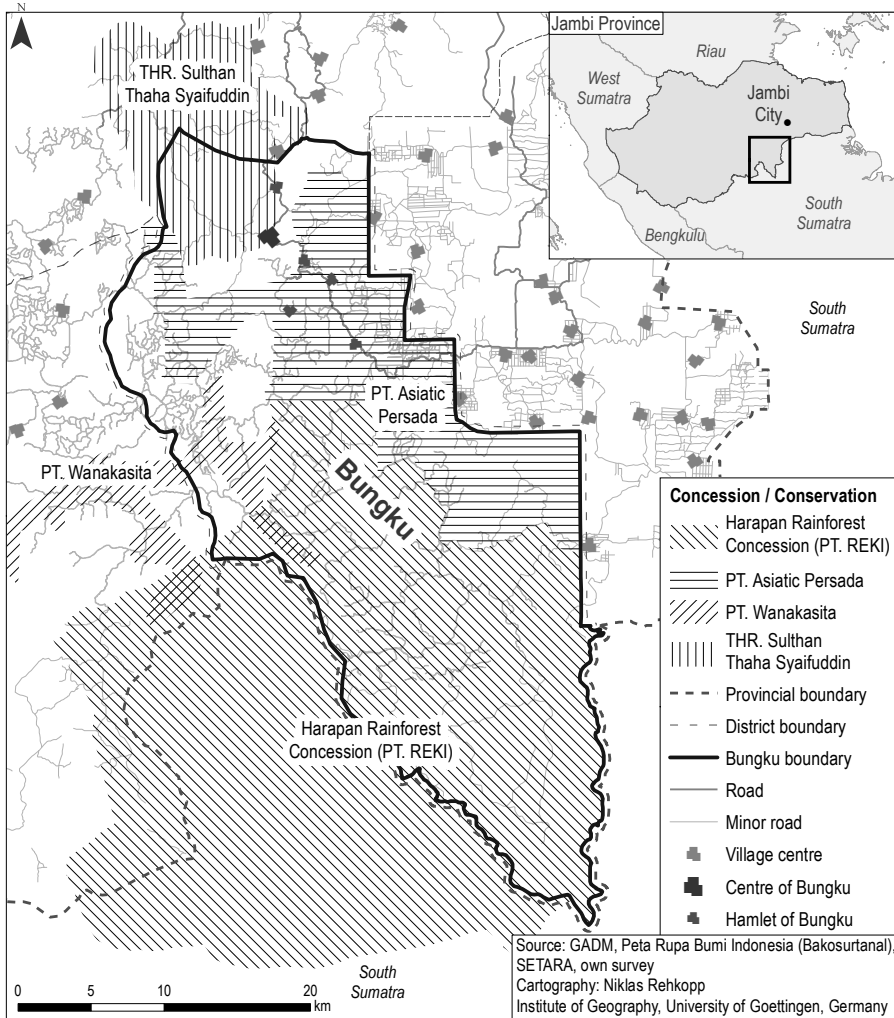 N
THR. Sulthan
Thaha Syaifuddin
Jambi Province
Riau
West
Sumatra
Jambi
City
South
Sumatra
Bengkulu
South
Sumatra
PT. Asiatic
Persada
PT. Wanakasita
Bungku
Harapan Rainforest
Concession (PT. REKI)
Concession / Conservation
Harapan Rainforest
Concession (PT. REKI)
PT. Asiatic Persada
PT. Wanakasita
THR. Sulthan
Thaha Syaifuddin
Provincial boundary
District boundary
Bungku boundary
Road
Minor road
Village centre
Centre of Bungku
Hamlet of Bungku
South
Sumatra
0 5 10 20
km
Source: GADM, Peta Rupa Bumi Indonesia (Bakosurtanal),
SETARA, own survey
Cartography: Niklas Rehkopp
Institute of Geography, University of Goettingen, Germany